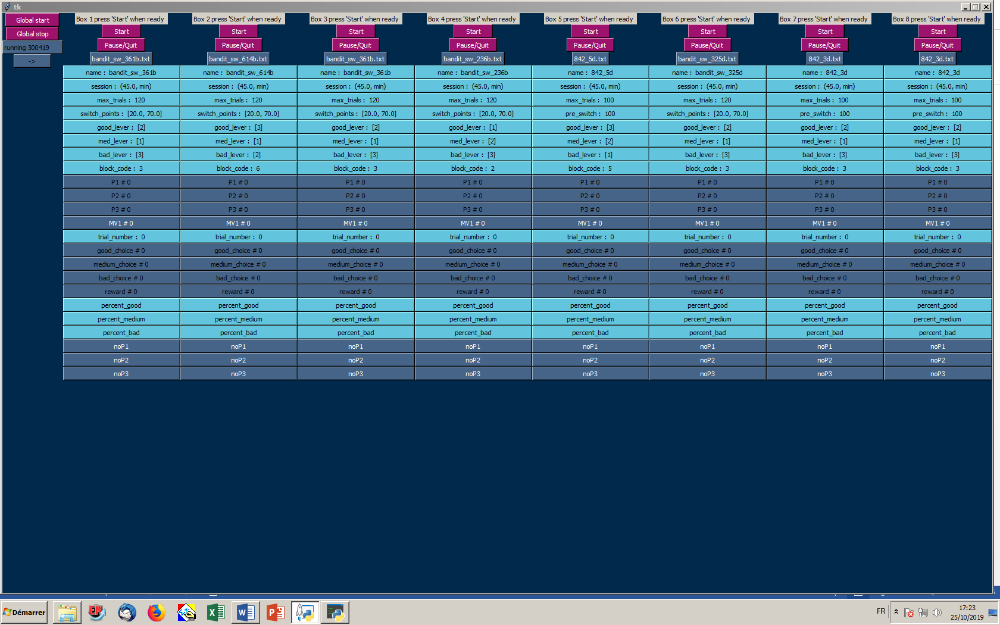 tk
Global start
Global stop
running 300419
->
Box 1 press 'Start' when ready Box 2 press 'Start' when ready Box 3 press 'Start' when ready Box 4 press 'Start' when ready Box 5 press 'Start' when ready Box 6 press 'Start' when ready Box 7 press 'Start' when ready Box 8 press 'Start' when ready
Start Start Start Start Start Start Start Start
Pause/Quit Pause/Quit Pause/Quit Pause/Quit Pause/Quit Pause/Quit Pause/Quit Pause/Quit
bandit_sw_361b.txt bandit_sw_614b.txt bandit_sw_361b.txt bandit_sw_236b.txt 842_5d.txt bandit_sw_325d.txt 842_3d.txt 842_3d.txt
name : bandit_sw_361b name : bandit_sw_614b name : bandit_sw_361b name : bandit_sw_236b name : 842_5d name : bandit_sw_325d name : 842_3d name : 842_3d
session : (45.0, min) session : (45.0, min) session : (45.0, min) session : (45.0, min) session : (45.0, min) session : (45.0, min) session : (45.0, min) session : (45.0, min)
max_trials : 120 max_trials : 120 max_trials : 120 max_trials : 120 max_trials : 100 max_trials : 120 max_trials : 100 max_trials : 100
switch_points : [20.0, 70.0] switch_points : [20.0, 70.0] switch_points : [20.0, 70.0] switch_points : [20.0, 70.0] pre_switch : 100 switch_points : [20.0, 70.0] pre_switch : 100 pre_switch : 100
good_lever : [2] good_lever : [3] good_lever : [2] good_lever : [1] good_lever : [3] good_lever : [2] good_lever : [2] good_lever : [2]
med_lever : [1] med_lever : [1] med_lever : [1] med_lever : [2] med_lever : [2] med_lever : [1] med_lever : [1] med_lever : [1]
bad_lever : [3] bad_lever : [2] bad_lever : [3] bad_lever : [3] bad_lever : [1] bad_lever : [3] bad_lever : [3] bad_lever : [3]
block_code : 3 block_code : 6 block_code : 3 block_code : 2 block_code : 5 block_code : 3 block_code : 3 block_code : 3
P1 # 0 P1 # 0 P1 # 0 P1 # 0 P1 # 0 P1 # 0 P1 # 0 P1 # 0
P2 # 0 P2 # 0 P2 # 0 P2 # 0 P2 # 0 P2 # 0 P2 # 0 P2 # 0
P3 # 0 P3 # 0 P3 # 0 P3 # 0 P3 # 0 P3 # 0 P3 # 0 P3 # 0
MV1 # 0 MV1 # 0 MV1 # 0 MV1 # 0 MV1 # 0 MV1 # 0 MV1 # 0 MV1 # 0
trial_number : 0 trial_number : 0 trial_number : 0 trial_number : 0 trial_number : 0 trial_number : 0 trial_number : 0 trial_number : 0
good_choice # 0 good_choice # 0 good_choice # 0 good_choice # 0 good_choice # 0 good_choice # 0 good_choice # 0 good_choice # 0
medium_choice # 0 medium_choice # 0 medium_choice # 0 medium_choice # 0 medium_choice # 0 medium_choice # 0 medium_choice # 0 medium_choice # 0
bad_choice # 0 bad_choice # 0 bad_choice # 0 bad_choice # 0 bad_choice # 0 bad_choice # 0 bad_choice # 0 bad_choice # 0
reward # 0 reward # 0 reward # 0 reward # 0 reward # 0 reward # 0 reward # 0 reward # 0
percent_good percent_good percent_good percent_good percent_good percent_good percent_good percent_good
percent_medium percent_medium percent_medium percent_medium percent_medium percent_medium percent_medium percent_medium
percent_bad percent_bad percent_bad percent_bad percent_bad percent_bad percent_bad percent_bad
noP1 noP1 noP1 noP1 noP1 noP1 noP1 noP1
noP2 noP2 noP2 noP2 noP2 noP2 noP2 noP2
noP3 noP3 noP3 noP3 noP3 noP3 noP3 noP3
Démarrer
EN
FR
17:23
25/10/2019